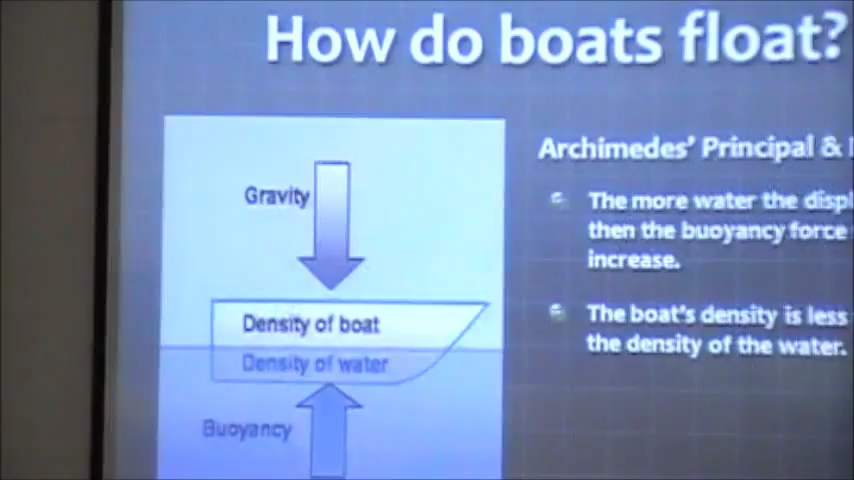 How do boats float?
Gravity
Density of boat
Density of water
Buoyancy
Archimedes' Principal &
The more water the
then the buoyancy force
increase.
The boat's density is less
the density of the water.